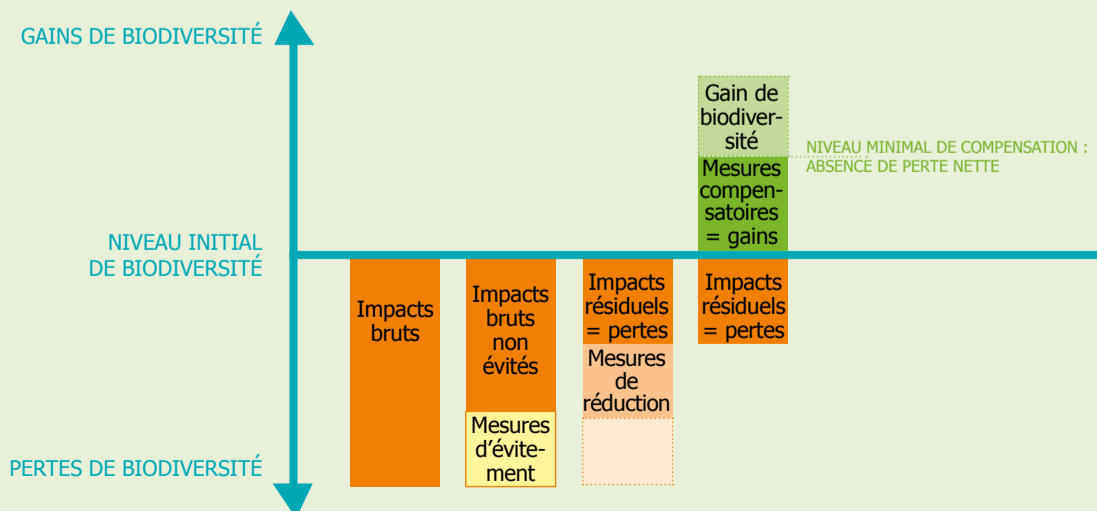 GAINS DE BIODIVERSITÉ
Gain de
biodiver-
sité
NIVEAU MINIMAL DE COMPENSATION :
ABSENCE DE PERTE NETTE
Mesures
compen-
satoires
= gains
NIVEAU INITIAL
DE BIODIVERSITÉ
Impacts
bruts
Impacts
bruts
non
évités
Mesures
d'évite-
ment
Impacts
résiduels
= pertes
Mesures
de
réduction
Impacts
résiduels
= pertes
PERTES DE BIODIVERSITÉ